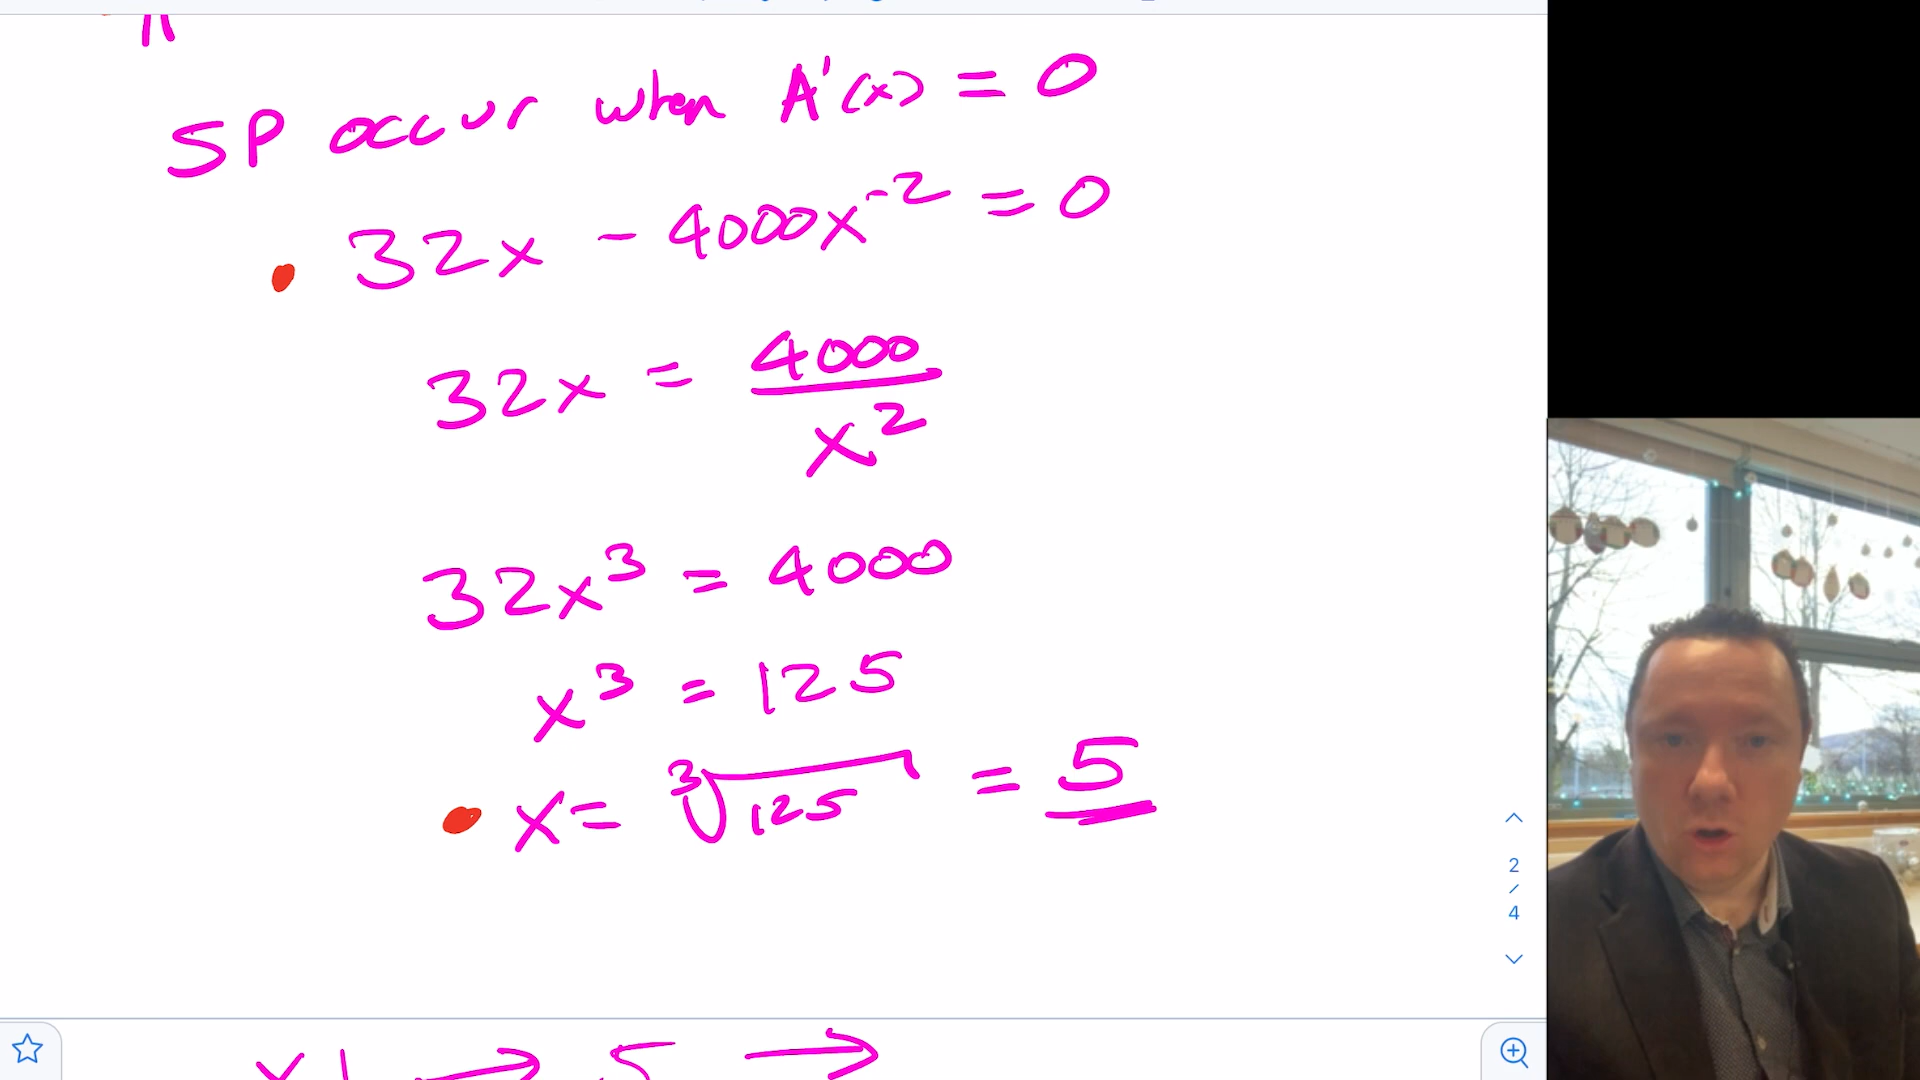 SP occur when A'(x) = 0
32x - 4000x⁻² = 0
32x = 4000/x²
32x³ = 4000
x³ = 125
x = ∛125 = 5
2
/
4
x | → 5 →